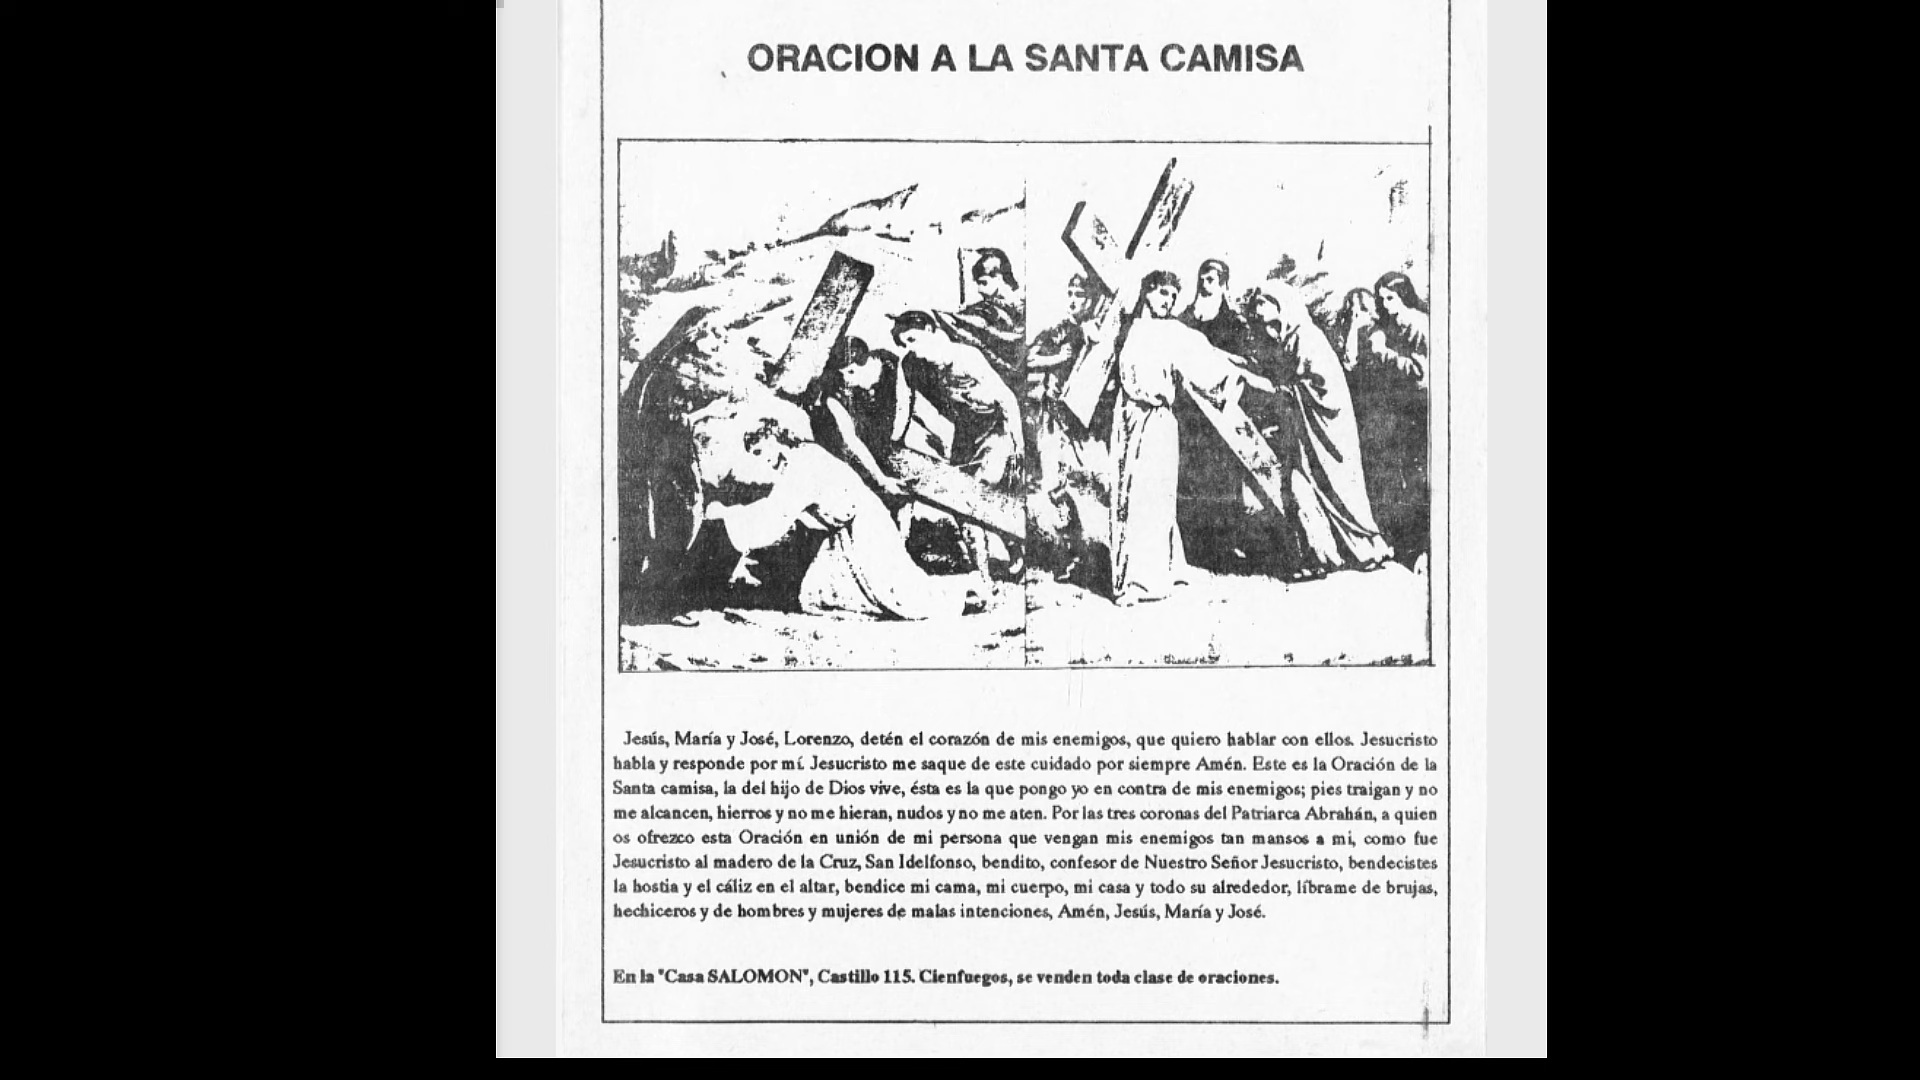 ORACION A LA SANTA CAMISA
Jesús, María y José, Lorenzo, detén el corazón de mis enemigos, que quiero hablar con ellos. Jesucristo
habla y responde por mí. Jesucristo me saque de este cuidado por siempre Amén. Este es la Oración de la
Santa camisa, la del hijo de Dios vive, ésta es la que pongo yo en contra de mis enemigos; pies traigan y no
me alcancen, hierros y no me hieran, nudos y no me aten. Por las tres coronas del Patriarca Abrahán, a quien
os ofrezco esta Oración en unión de mi persona que vengan mis enemigos tan mansos a mi, como fue
Jesucristo al madero de la Cruz, San Idelfonso, bendito, confesor de Nuestro Señor Jesucristo, bendecistes
la hostia y el cáliz en el altar, bendice mi cama, mi cuerpo, mi casa y todo su alrededor, líbrame de brujas,
hechiceros y de hombres y mujeres de malas intenciones, Amén, Jesús, María y José.
En la "Casa SALOMON", Castillo 115. Cienfuegos, se venden toda clase de oraciones.